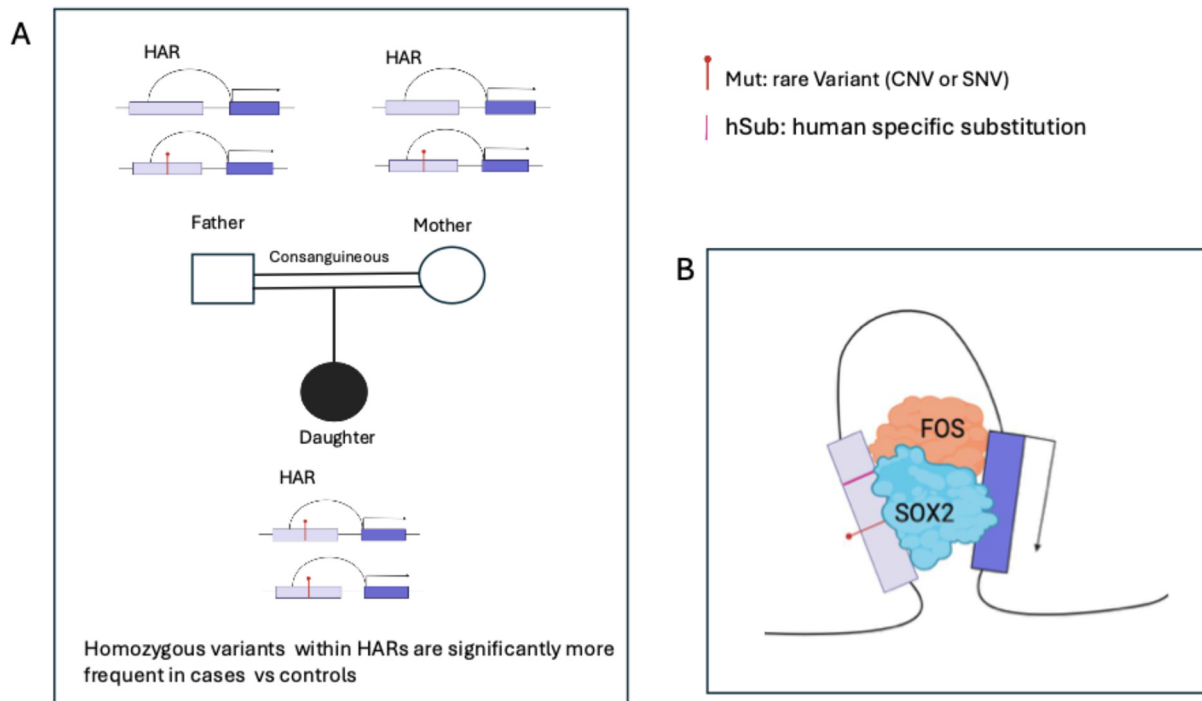 A
HAR
HAR
Father
Mother
Consanguineous
Daughter
HAR
Homozygous variants within HARs are significantly more
frequent in cases vs controls
Mut: rare Variant (CNV or SNV)
hSub: human specific substitution
B
FOS
SOX2